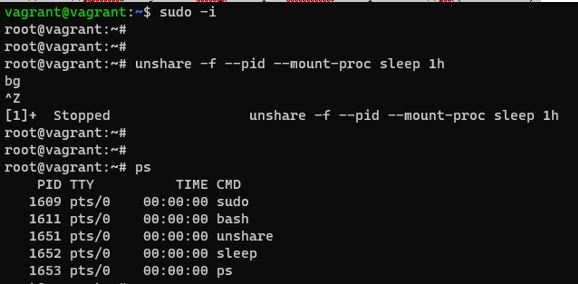 vagrant@vagrant:~$ sudo -i
root@vagrant:~#
root@vagrant:~#
root@vagrant:~# unshare -f --pid --mount-proc sleep 1h
bg
^Z
[1]+  Stopped                 unshare -f --pid --mount-proc sleep 1h
root@vagrant:~#
root@vagrant:~#
root@vagrant:~# ps
    PID TTY          TIME CMD
   1609 pts/0    00:00:00 sudo
   1611 pts/0    00:00:00 bash
   1651 pts/0    00:00:00 unshare
   1652 pts/0    00:00:00 sleep
   1653 pts/0    00:00:00 ps